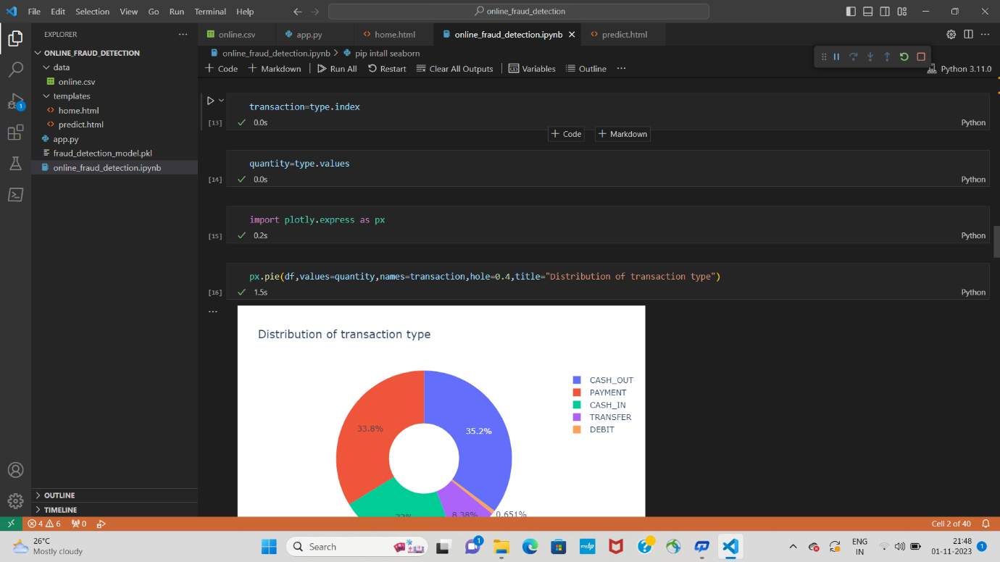 File Edit Selection View Go Run Terminal Help
online_fraud_detection
EXPLORER
ONLINE_FRAUD_DETECTION
data
online.csv
templates
home.html
predict.html
app.py
fraud_detection_model.pkl
online_fraud_detection.ipynb
OUTLINE
TIMELINE
online.csv app.py home.html online_fraud_detection.ipynb predict.html
online_fraud_detection.ipynb > pip intall seaborn
+ Code + Markdown Run All Restart Clear All Outputs Variables Outline ... Python 3.11.0
transaction=type.index
[13] 0.0s Python
+ Code + Markdown
quantity=type.values
[14] 0.0s Python
import plotly.express as px
[15] 0.2s Python
px.pie(df,values=quantity,names=transaction,hole=0.4,title="Distribution of transaction type")
[16] 1.5s Python
Distribution of transaction type
CASH_OUT
PAYMENT
CASH_IN
TRANSFER
DEBIT
33.8%
35.2%
8.38%
0.651%
4 6 0 Cell 2 of 40
26°C
Mostly cloudy
Search
ENG
IN
21:48
01-11-2023